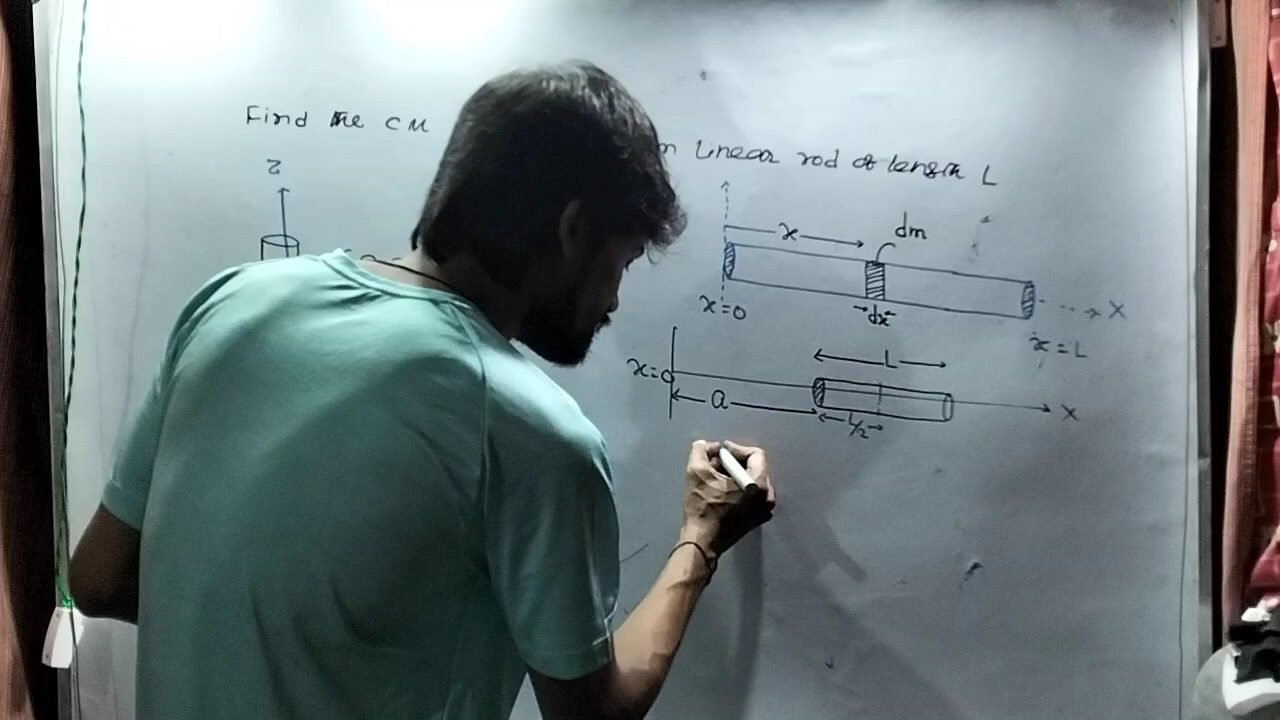 Find the CM
m Linear rod of length L
Z
x
dm
x=0
dx
X
x=L
L
x=0
a
X
L/2